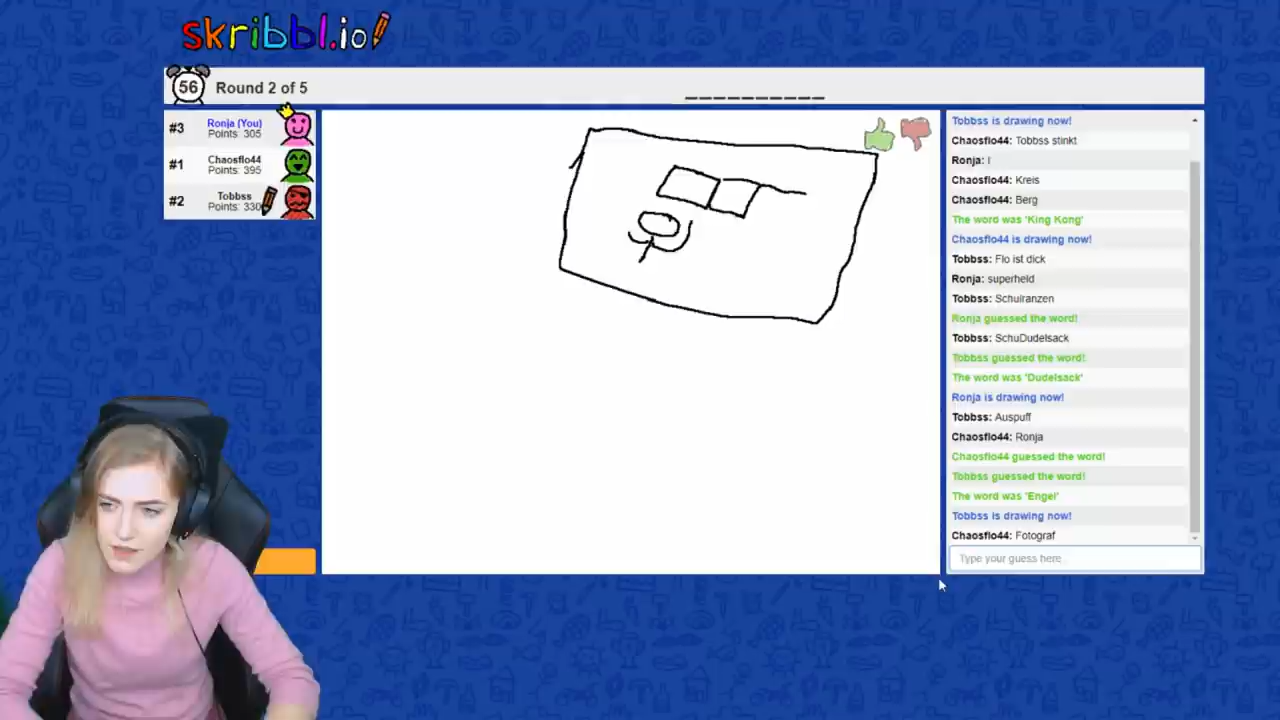 skribbl.io
56
Round 2 of 5
__________
#3
Ronja (You)
Points: 305
#1
Chaosflo44
Points: 395
#2
Tobbss
Points: 330
Tobbss is drawing now!
Chaosflo44: Tobbss stinkt
Ronja: l
Chaosflo44: Kreis
Chaosflo44: Berg
The word was 'King Kong'
Chaosflo44 is drawing now!
Tobbss: Flo ist dick
Ronja: superheld
Tobbss: Schulranzen
Ronja guessed the word!
Tobbss: SchuDudelsack
Tobbss guessed the word!
The word was 'Dudelsack'
Ronja is drawing now!
Tobbss: Auspuff
Chaosflo44: Ronja
Chaosflo44 guessed the word!
Tobbss guessed the word!
The word was 'Engel'
Tobbss is drawing now!
Chaosflo44: Fotograf
Type your guess here